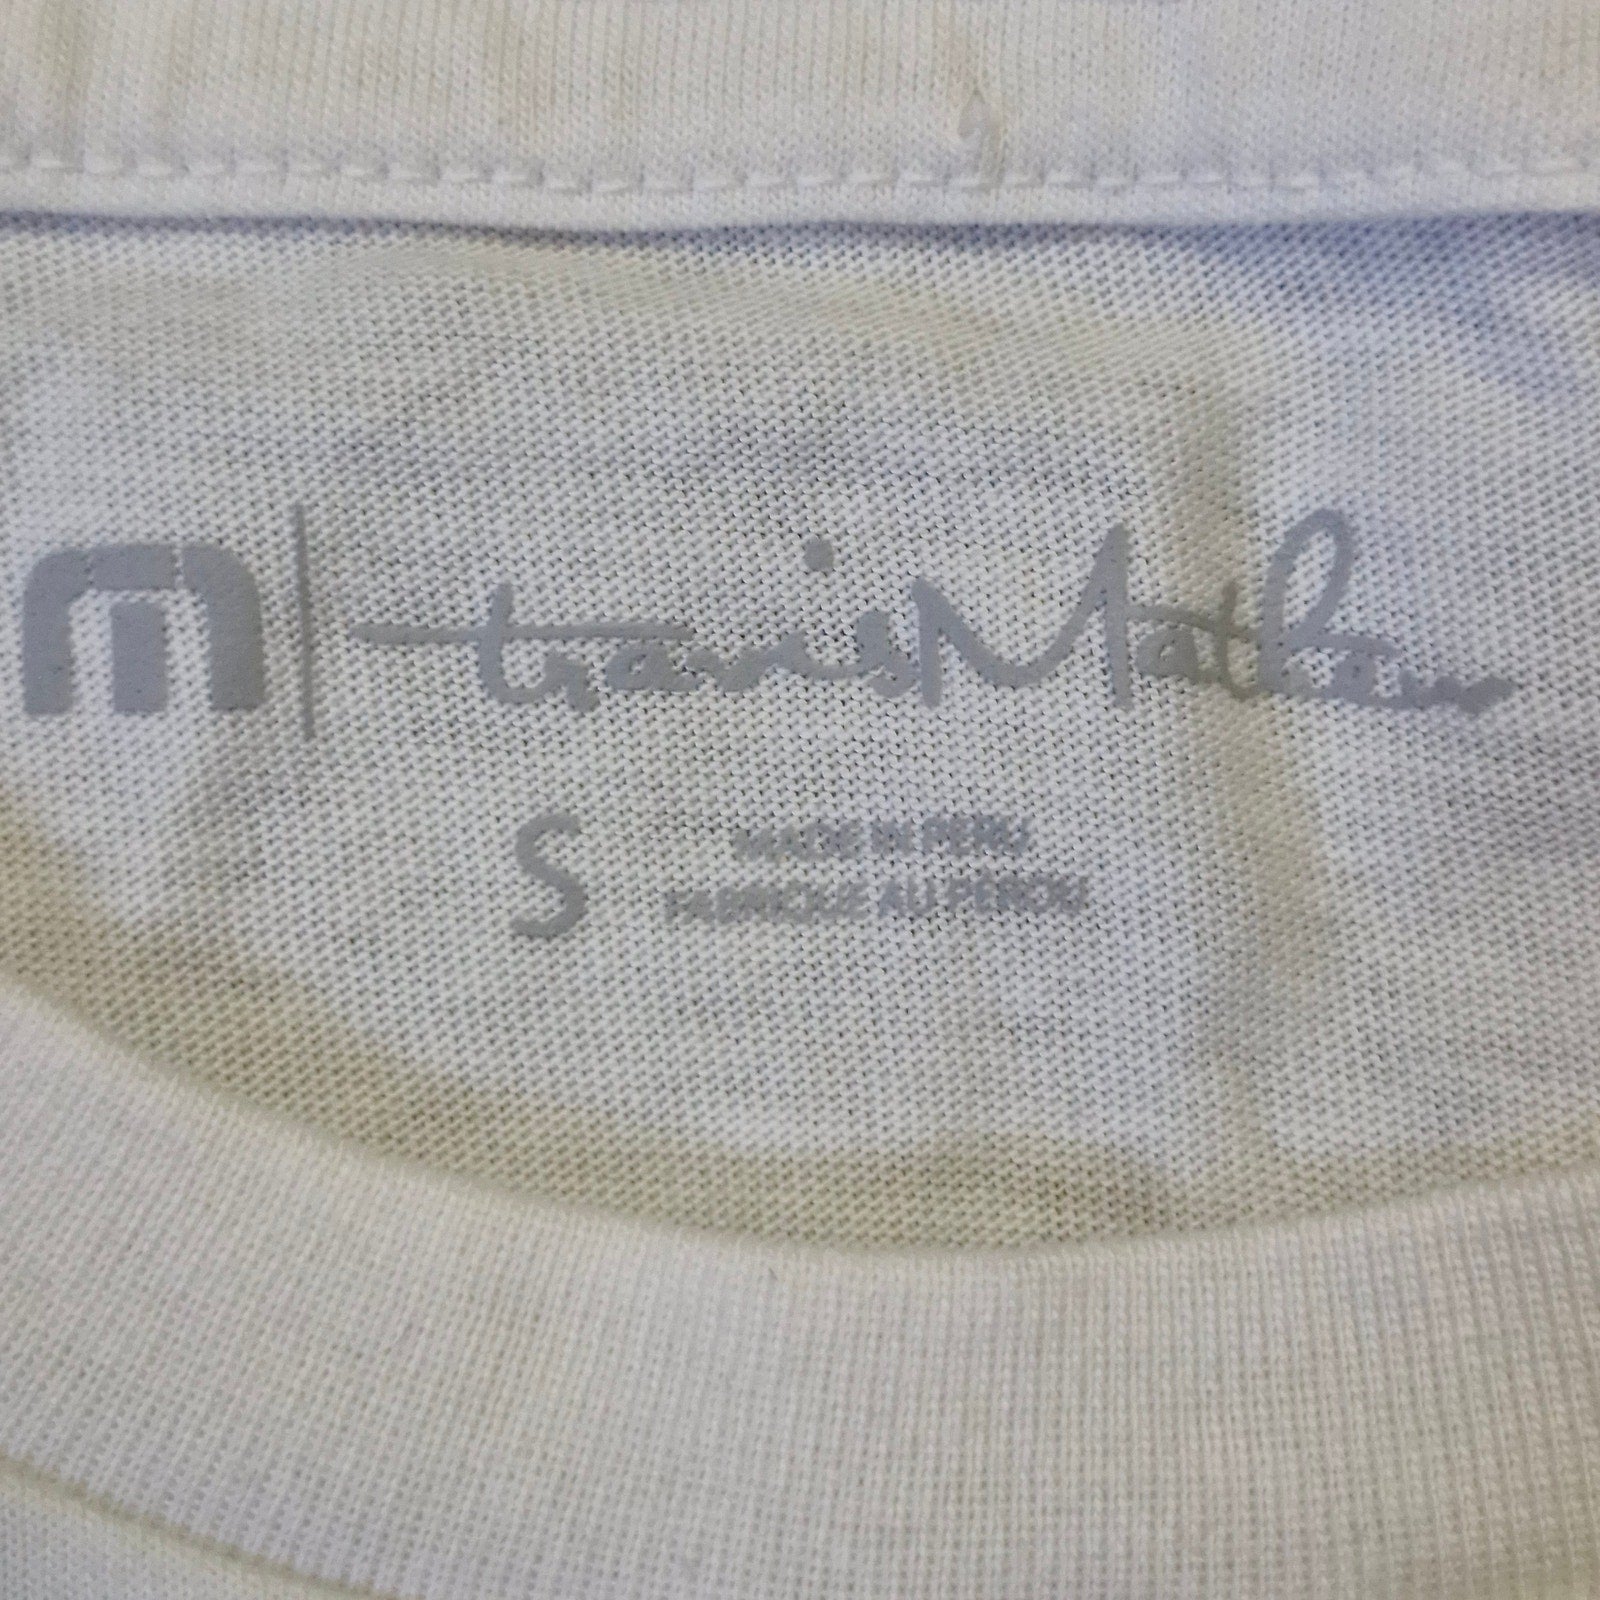 m travisMathew
S MADE IN PERU
FABRIQUÉ AU PÉROU